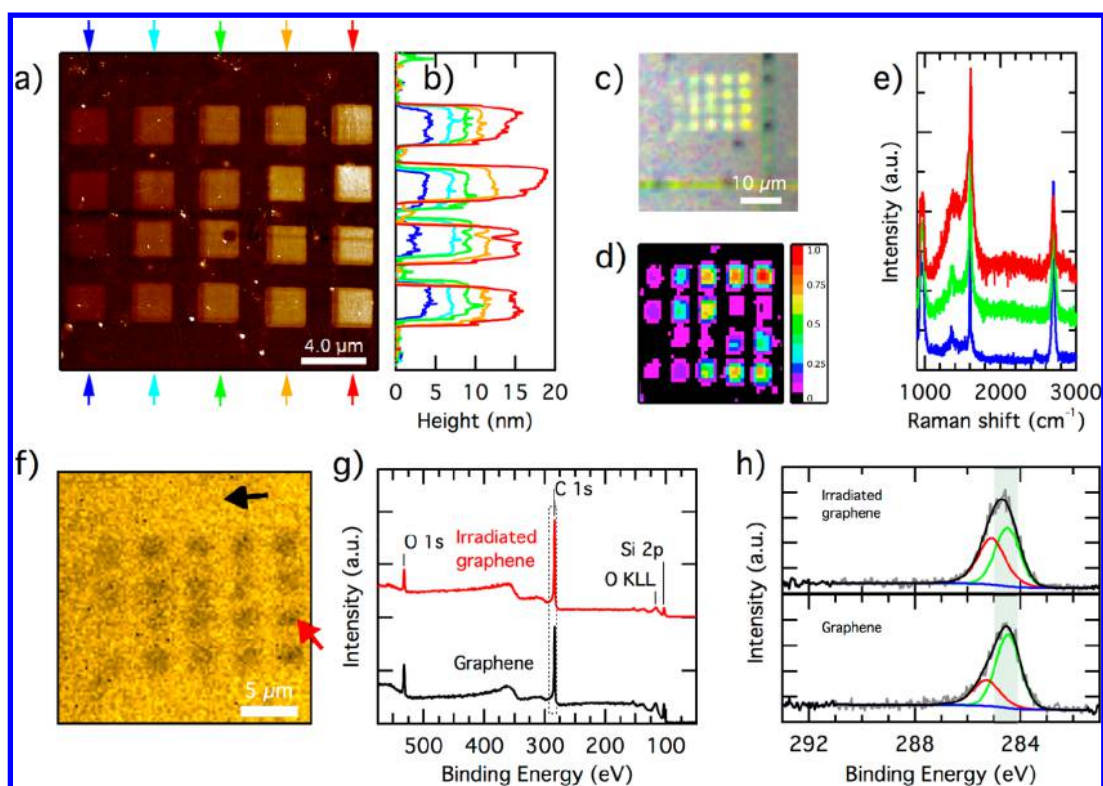 a)
4.0 µm
b)
0
5
10
15
20
Height (nm)
c)
10 µm
d)
1.0
0.75
0.5
0.25
0
e)
Intensity (a.u.)
1000
2000
3000
Raman shift (cm⁻¹)
f)
5 µm
g)
C 1s
O 1s
Irradiated
graphene
Si 2p
O KLL
Graphene
Intensity (a.u.)
500
400
300
200
100
Binding Energy (eV)
h)
Irradiated
graphene
Graphene
Intensity (a.u.)
292
288
284
Binding Energy (eV)